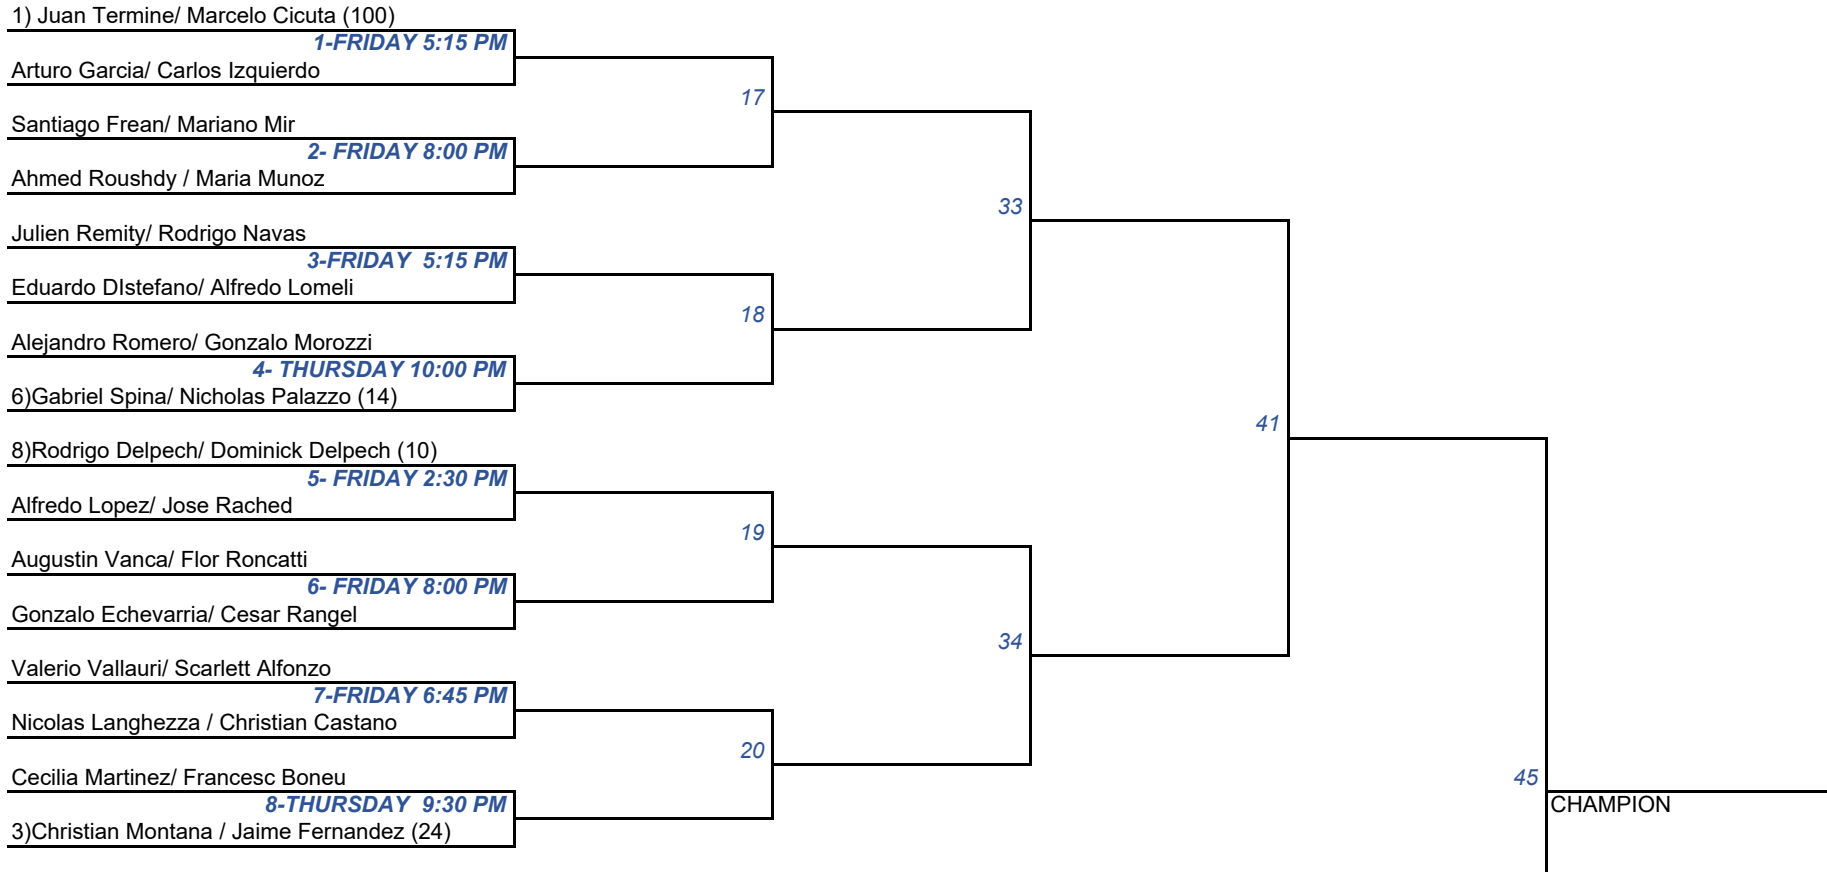 1) Juan Termine/ Marcelo Cicuta (100)
1-FRIDAY 5:15 PM
Arturo Garcia/ Carlos Izquierdo
17
Santiago Frean/ Mariano Mir
2- FRIDAY 8:00 PM
Ahmed Roushdy / Maria Munoz
33
Julien Remity/ Rodrigo Navas
3-FRIDAY  5:15 PM
Eduardo DIstefano/ Alfredo Lomeli
18
Alejandro Romero/ Gonzalo Morozzi
4- THURSDAY 10:00 PM
6)Gabriel Spina/ Nicholas Palazzo (14)
41
8)Rodrigo Delpech/ Dominick Delpech (10)
5- FRIDAY 2:30 PM
Alfredo Lopez/ Jose Rached
19
Augustin Vanca/ Flor Roncatti
6- FRIDAY 8:00 PM
Gonzalo Echevarria/ Cesar Rangel
34
Valerio Vallauri/ Scarlett Alfonzo
7-FRIDAY 6:45 PM
Nicolas Langhezza / Christian Castano
20
Cecilia Martinez/ Francesc Boneu
45
8-THURSDAY  9:30 PM
CHAMPION
3)Christian Montana / Jaime Fernandez (24)